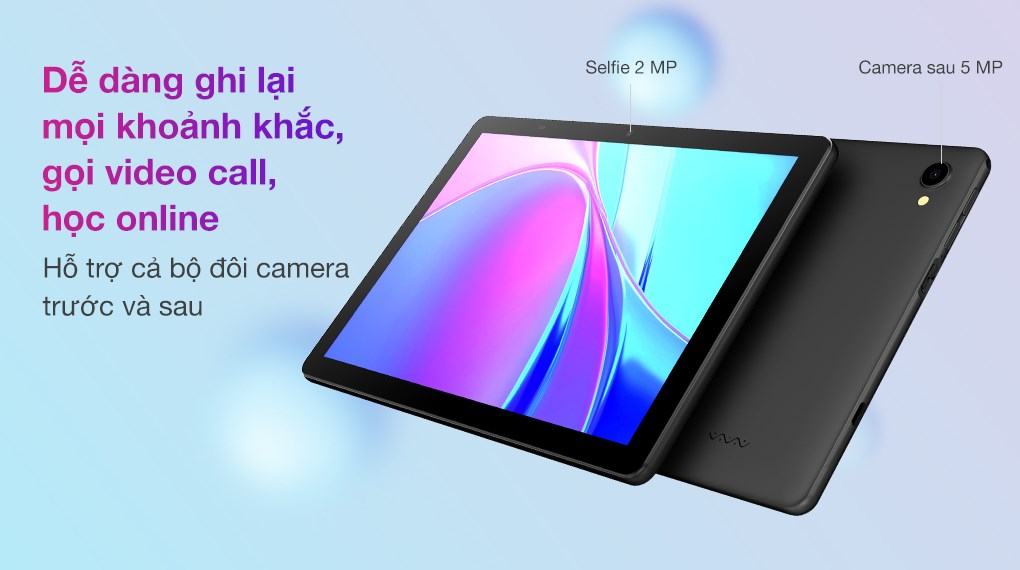 Dễ dàng ghi lại
mọi khoảnh khắc,
gọi video call,
học online
Hỗ trợ cả bộ đôi camera
trước và sau
Selfie 2 MP
Camera sau 5 MP